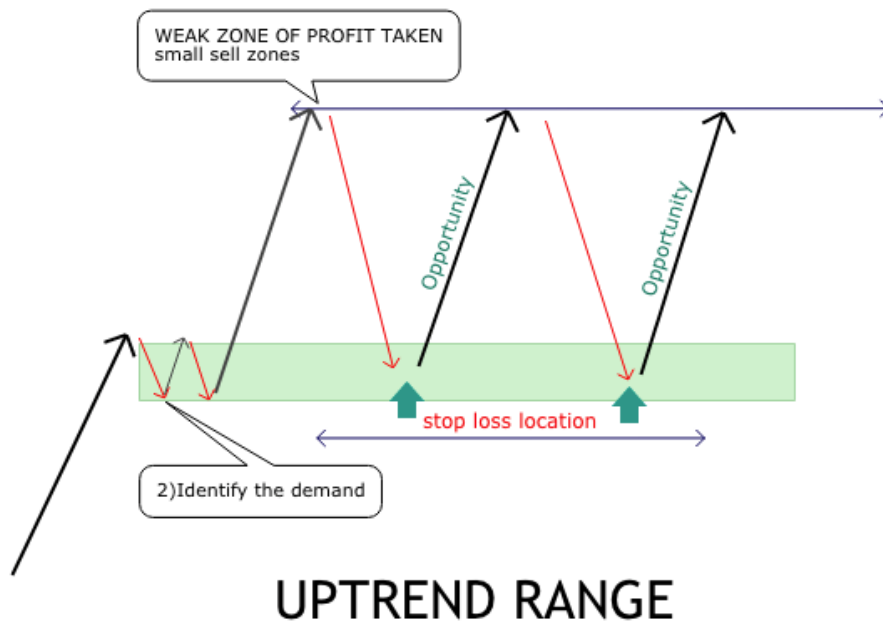 WEAK ZONE OF PROFIT TAKEN
small sell zones
Opportunity
Opportunity
stop loss location
2)Identify the demand
UPTREND RANGE